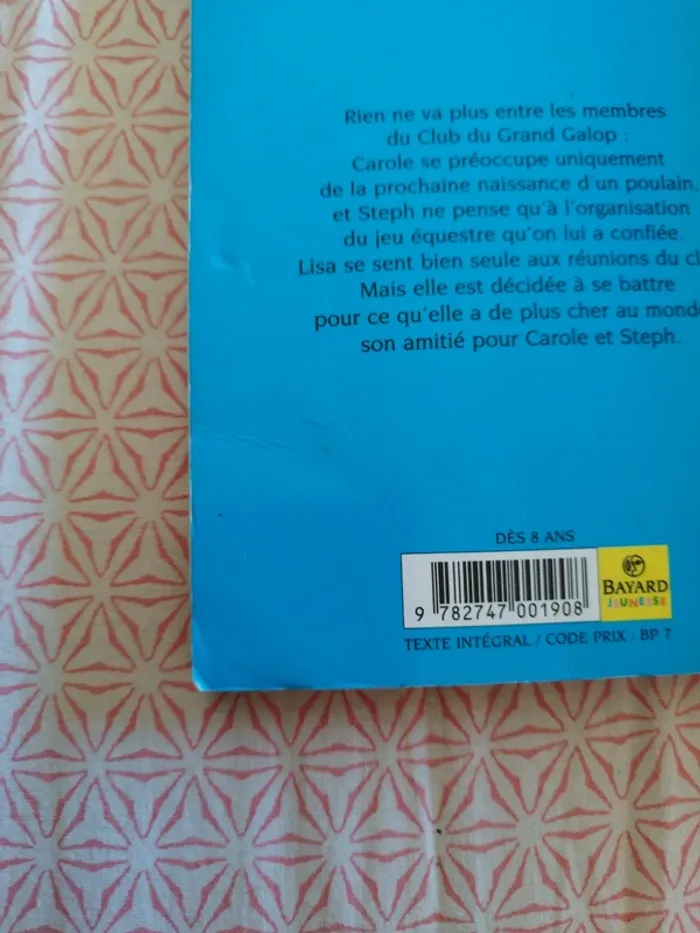 Rien ne va plus entre les membres
du Club du Grand Galop :
Carole se préoccupe uniquement
de la prochaine naissance d'un poulain,
et Steph ne pense qu'à l'organisation
du jeu équestre qu'on lui a confiée.
Lisa se sent bien seule aux réunions du cl
Mais elle est décidée à se battre
pour ce qu'elle a de plus cher au monde
son amitié pour Carole et Steph.
DÈS 8 ANS
9 782747 001908
BAYARD
JEUNESSE
TEXTE INTÉGRAL / CODE PRIX : BP 7